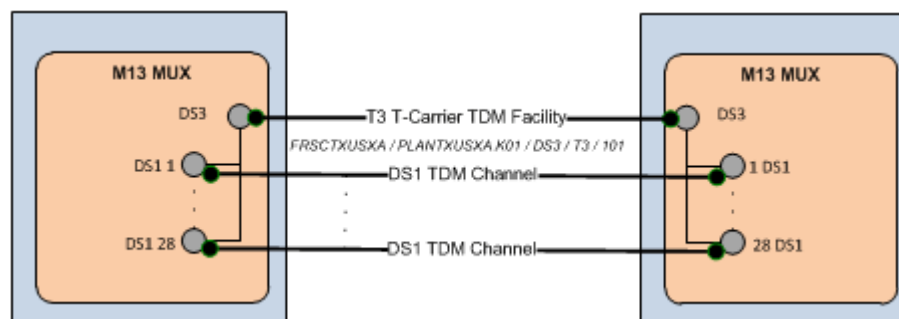 M13 MUX
M13 MUX
DS3
T3 T-Carrier TDM Facility
DS3
FRSCTXUSXA / PLANTXUSXA.K01 / DS3 / T3 / 101
DS1 1
DS1 TDM Channel
1 DS1
DS1 28
DS1 TDM Channel
28 DS1